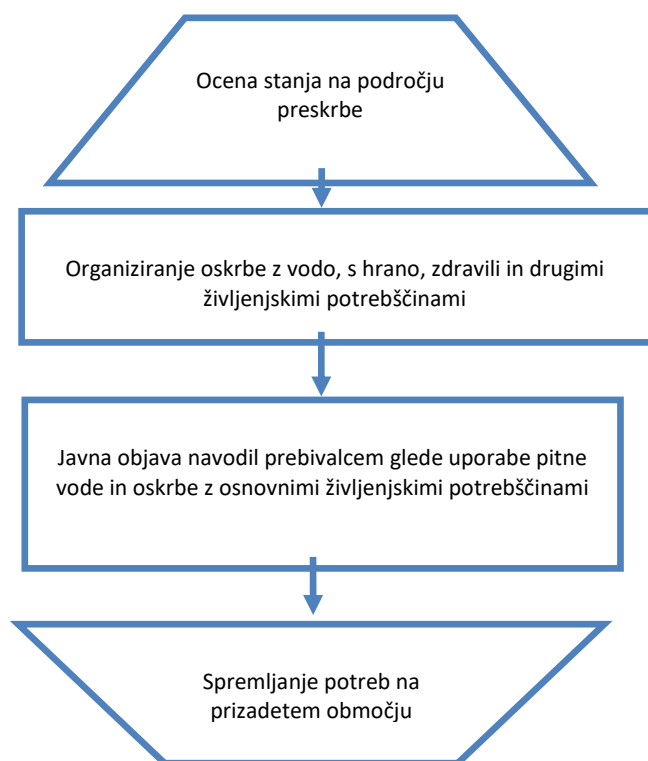 Ocena stanja na področju
preskrbe
Organiziranje oskrbe z vodo, s hrano, zdravili in drugimi
življenjskimi potrebščinami
Javna objava navodil prebivalcem glede uporabe pitne
vode in oskrbe z osnovnimi življenjskimi potrebščinami
Spremljanje potreb na
prizadetem območju